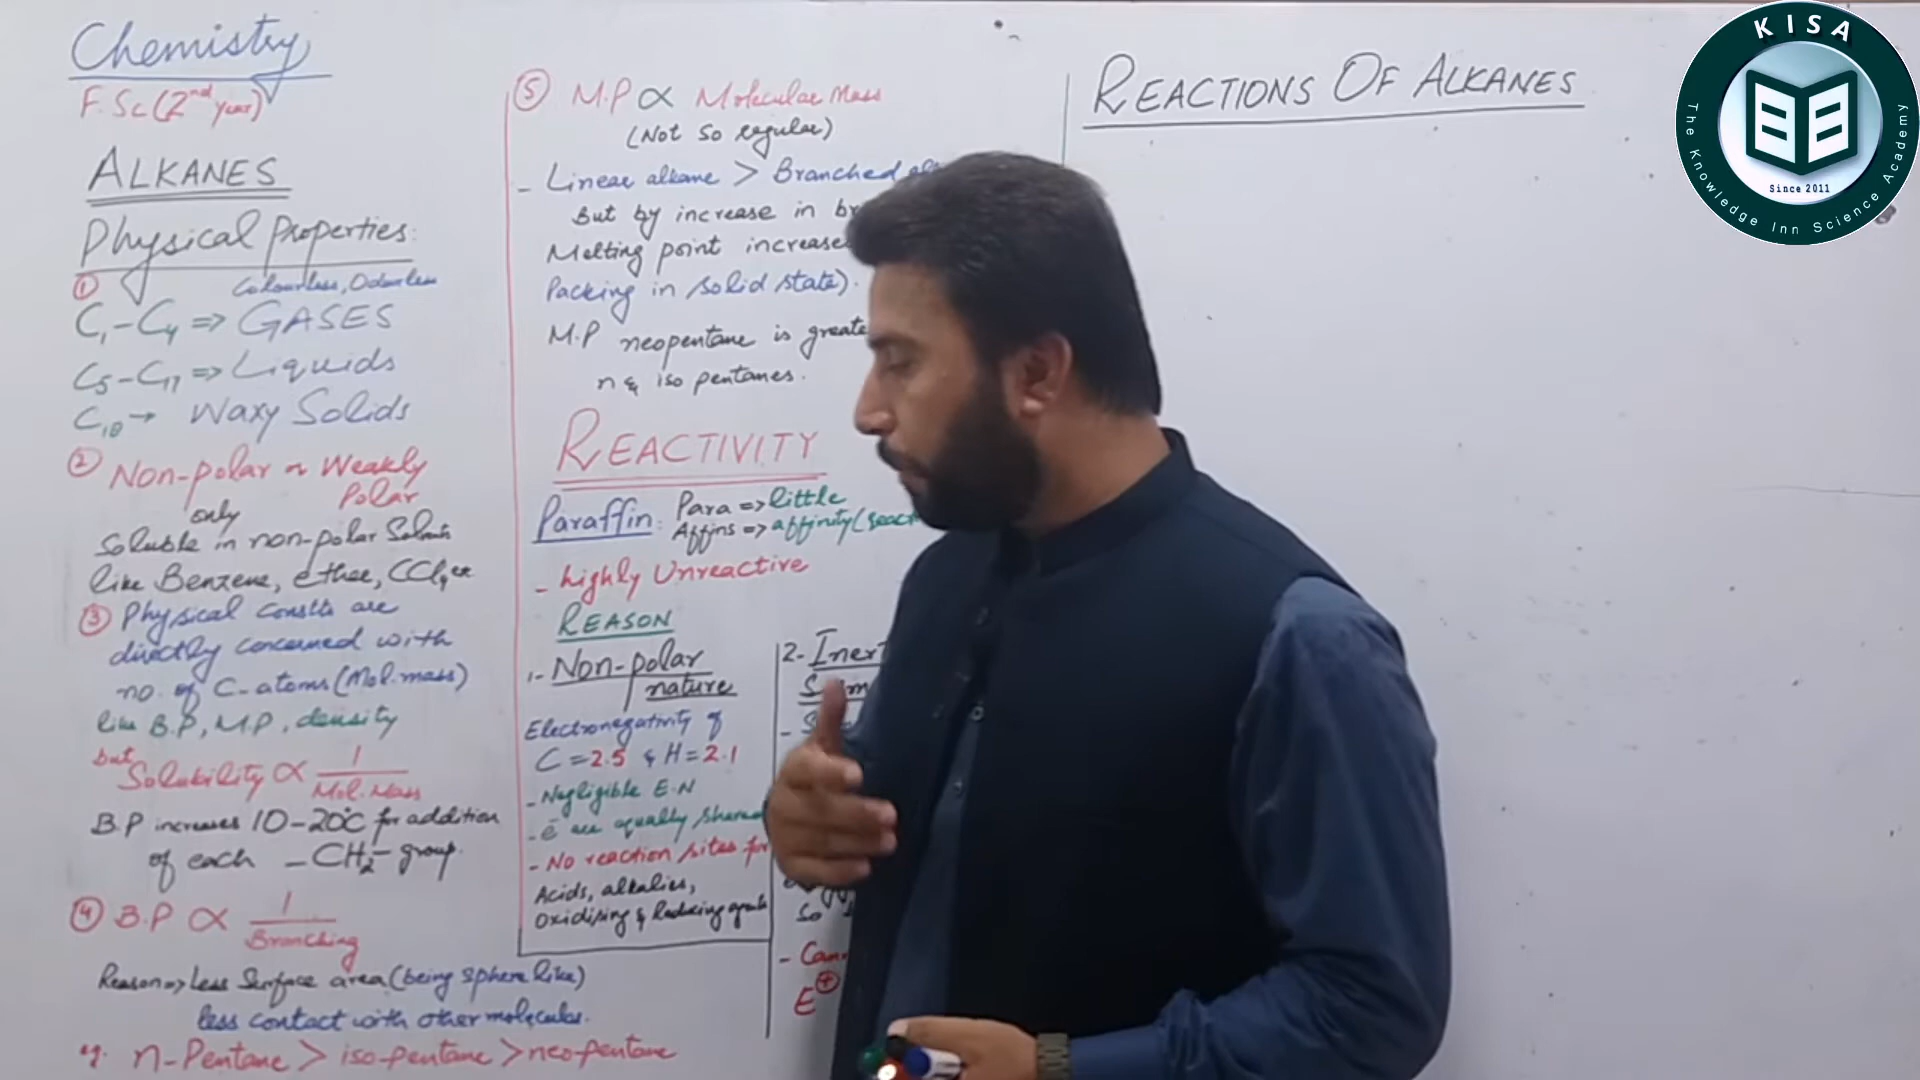 Chemistry
F.Sc (2nd year)
ALKANES
Physical Properties:
① Colourless, Odourless
C1-C4 => GASES
C5-C17 => Liquids
C18 → Waxy Solids
② Non-polar or Weakly
Polar
only
Soluble in non-polar Solvents
like Benzene, ether, CCl4 etc
③ Physical constts are
directly concerned with
no. of C-atoms (Mol. mass)
like B.P, M.P, density
but
Solubility ∝ 1/Mol. Mass
B.P increases 10-20°C for addition
of each -CH2- group.
④ B.P ∝ 1/Branching
Reason=> Less Surface area (being Sphere like)
less contact with other molecules.
eg. n-Pentane > iso-pentane > neo-pentane
⑤ M.P ∝ Molecular Mass
(Not so regular)
- Linear alkane > Branched
But by increase in
Melting point
Packing in solid state).
M.P neopentane is
n & iso pentanes.
REACTIVITY
Paraffin: Para => little
Affins => affinity
- highly Unreactive
REASON
1- Non-polar
nature
Electronegativity of
C = 2.5 & H = 2.1
- Negligible E.N
- e⁻ are equally shared
- No reaction sites for
Acids, alkalies,
Oxidising & Reducing agents
2-
So
E⊕
REACTIONS OF ALKANES
KISA
The Knowledge Inn Science Academy
Since 2011